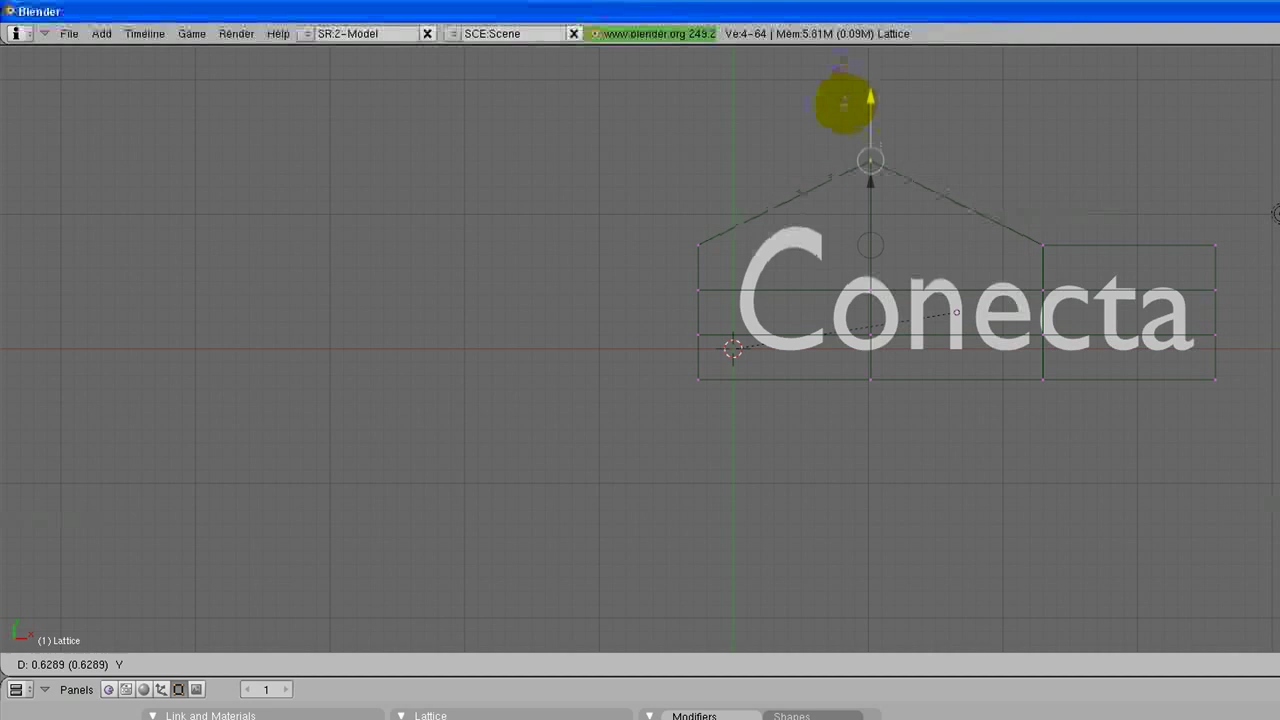 Blender
File Add Timeline Game Render Help SR:2-Model SCE:Scene www.blender.org 249.2 Ve:4-64 | Mem:5.81M (0.09M) Lattice
Conecta
(1) Lattice
D: 0.6289 (0.6289) Y
Panels 1
Link and Materials Lattice Modifiers Shapes